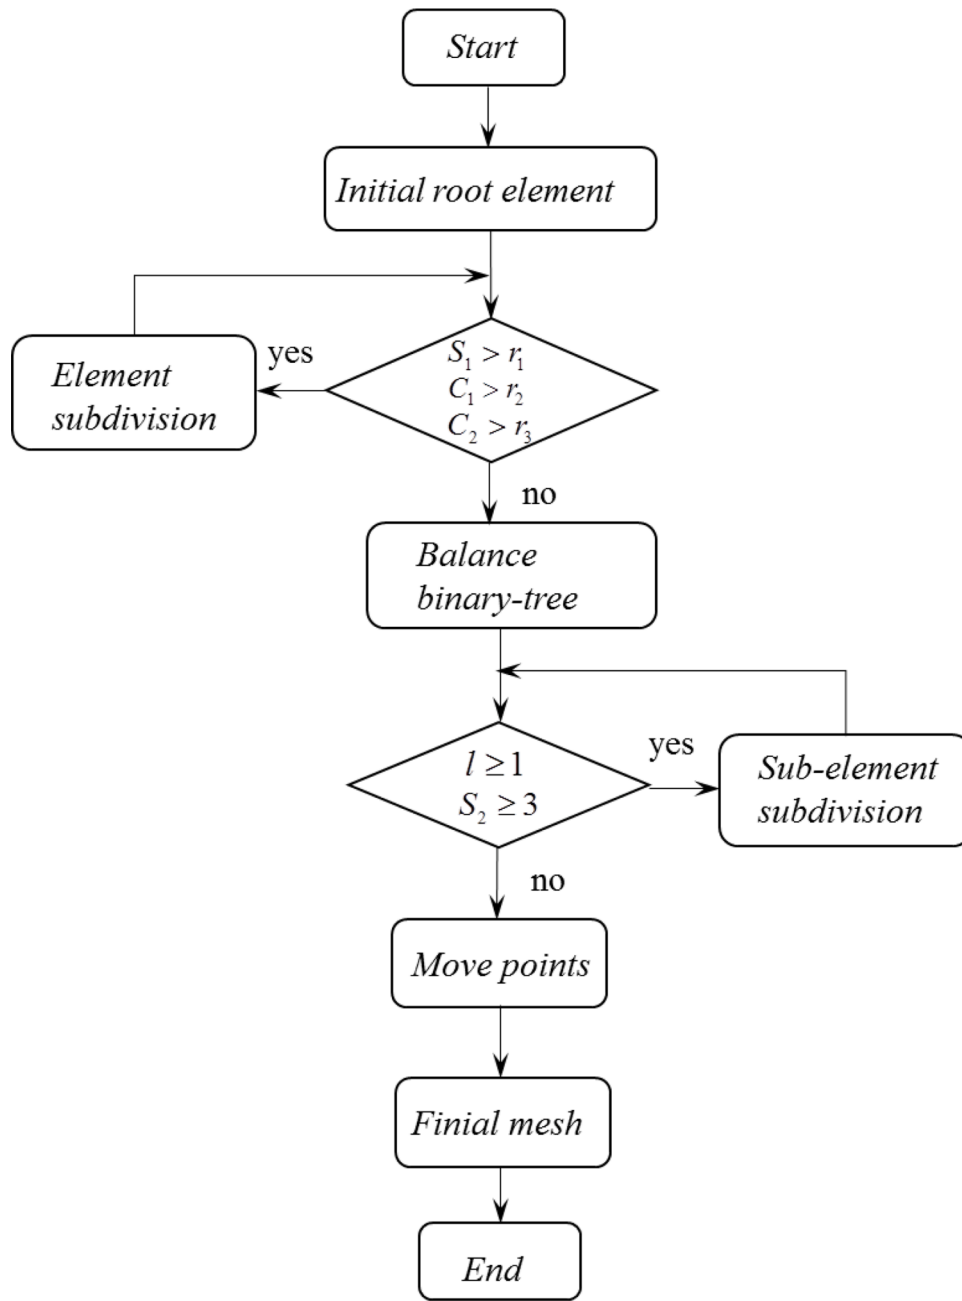 Start
Initial root element
yes
S₁ > r₁
C₁ > r₂
C₂ > r₃
Element
subdivision
no
Balance
binary-tree
yes
l ≥ 1
S₂ ≥ 3
Sub-element
subdivision
no
Move points
Finial mesh
End